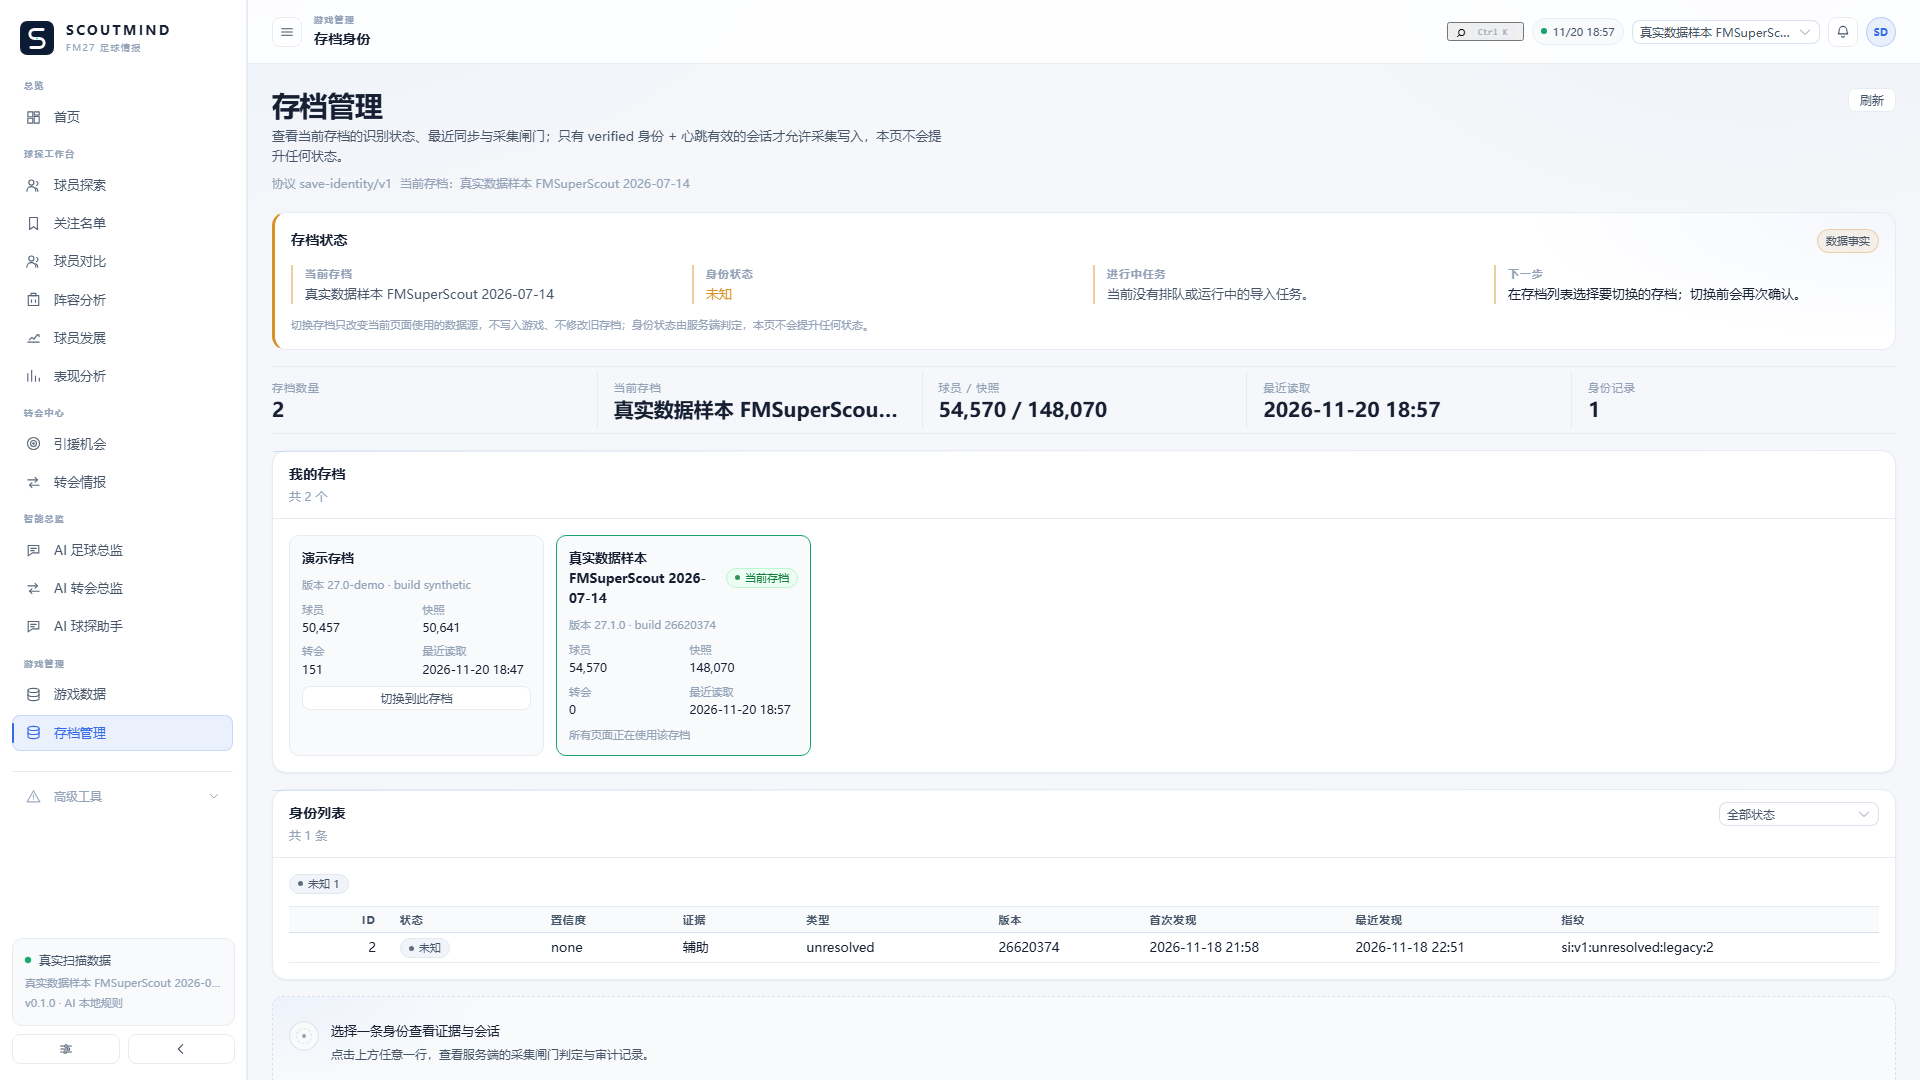 SCOUTMIND
FM27 足球情报
总览
首页
球探工作台
球员探索
关注名单
球员对比
阵容分析
球员发展
表现分析
转会中心
引援机会
转会情报
智能总监
AI 足球总监
AI 转会总监
AI 球探助手
游戏管理
游戏数据
存档管理
高级工具
真实扫描数据
真实数据样本 FMSuperScout 2026-0...
v0.1.0 · AI 本地规则
游戏管理
存档身份
Ctrl K
11/20 18:57
真实数据样本 FMSuperSc...
SD
存档管理
刷新
查看当前存档的识别状态、最近同步与采集闸门；只有 verified 身份 + 心跳有效的会话才允许采集写入，本页不会提
升任何状态。
协议 save-identity/v1 当前存档：真实数据样本 FMSuperScout 2026-07-14
存档状态
数据事实
当前存档
真实数据样本 FMSuperScout 2026-07-14
身份状态
未知
进行中任务
当前没有排队或运行中的导入任务。
下一步
在存档列表选择要切换的存档；切换前会再次确认。
切换存档只改变当前页面使用的数据源，不写入游戏、不修改旧存档；身份状态由服务端判定，本页不会提升任何状态。
存档数量
2
当前存档
真实数据样本 FMSuperScou...
球员 / 快照
54,570 / 148,070
最近读取
2026-11-20 18:57
身份记录
1
我的存档
共 2 个
演示存档
版本 27.0-demo · build synthetic
球员 快照
50,457 50,641
转会 最近读取
151 2026-11-20 18:47
切换到此存档
真实数据样本
FMSuperScout 2026-
07-14
当前存档
版本 27.1.0 · build 26620374
球员 快照
54,570 148,070
转会 最近读取
0 2026-11-20 18:57
所有页面正在使用该存档
身份列表
共 1 条
全部状态
未知 1
ID 状态 置信度 证据 类型 版本 首次发现 最近发现 指纹
2 未知 none 辅助 unresolved 26620374 2026-11-18 21:58 2026-11-18 22:51 si:v1:unresolved:legacy:2
选择一条身份查看证据与会话
点击上方任意一行，查看服务端的采集闸门判定与审计记录。